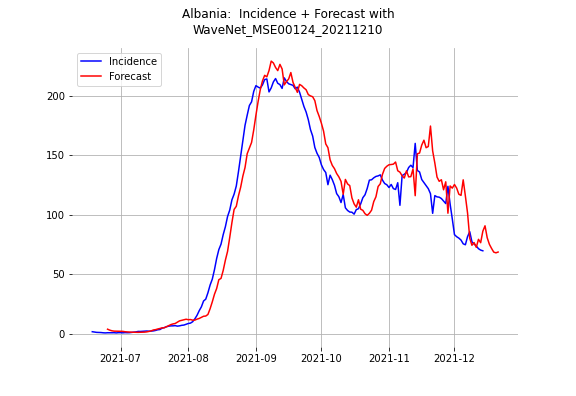 Albania:  Incidence + Forecast with
WaveNet_MSE00124_20211210
Incidence
Forecast
200
150
100
50
0
2021-07 2021-08 2021-09 2021-10 2021-11 2021-12